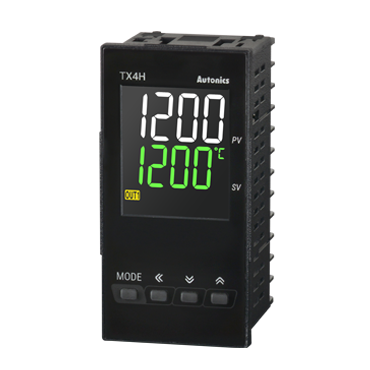 TX4H Autonics
1200 PV
1200 °C SV
OUT1
MODE